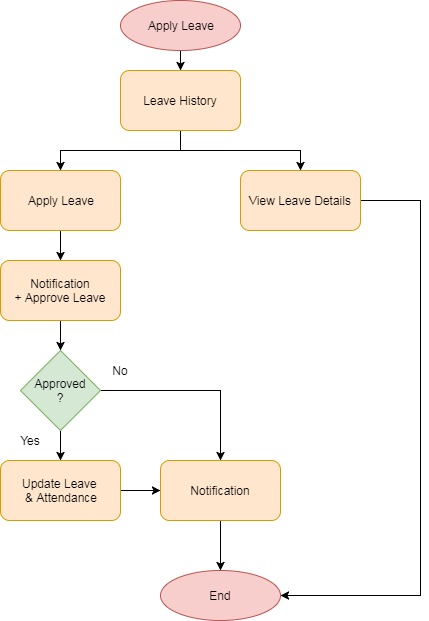 Apply Leave
Leave History
Apply Leave
View Leave Details
Notification
+ Approve Leave
Approved
?
No
Yes
Update Leave
& Attendance
Notification
End